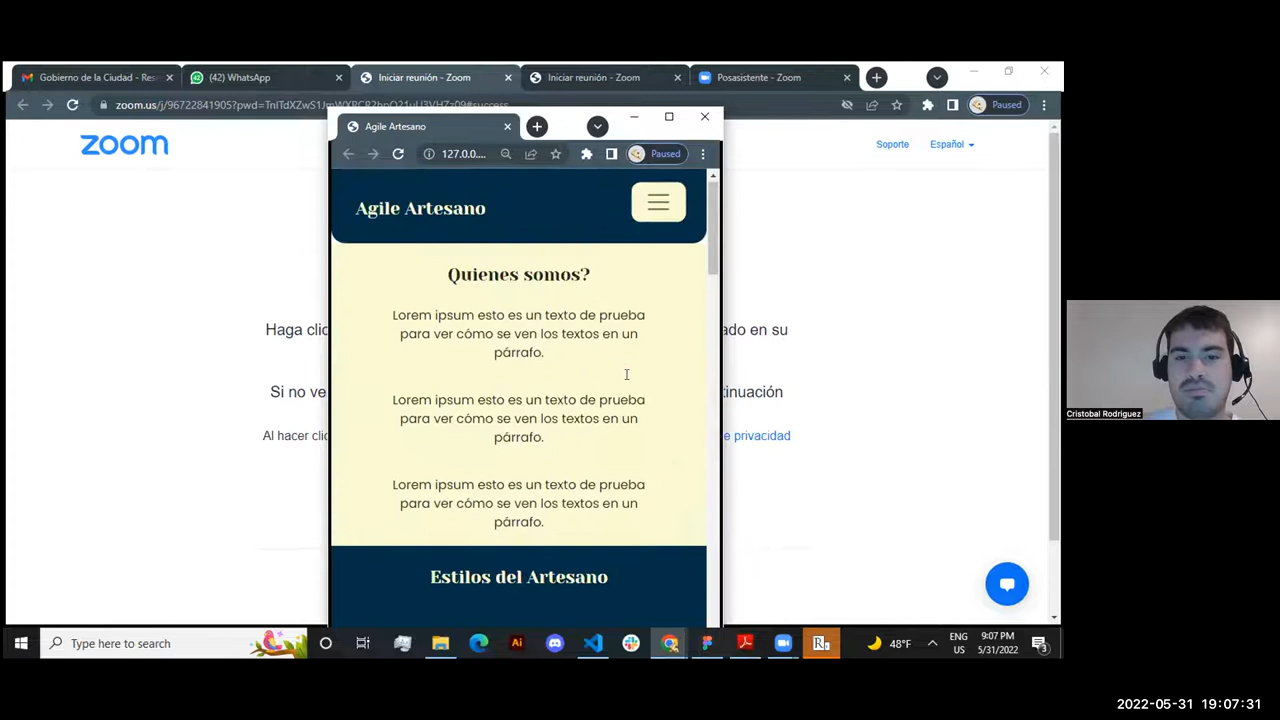 Gobierno de la Ciudad - Res
(42) WhatsApp
Iniciar reunión - Zoom
Iniciar reunión - Zoom
Posasistente - Zoom
Paused
zoom
Soporte
Español
Agile Artesano
127.0.0....
Paused
Agile Artesano
Quienes somos?
Lorem ipsum esto es un texto de prueba
para ver cómo se ven los textos en un
párrafo.
Lorem ipsum esto es un texto de prueba
para ver cómo se ven los textos en un
párrafo.
Lorem ipsum esto es un texto de prueba
para ver cómo se ven los textos en un
párrafo.
Estilos del Artesano
Haga clic
ado en su
Si no ve
tinuación
Al hacer clic
e privacidad
Cristobal Rodriguez
Type here to search
Ai
48°F
ENG
US
9:07 PM
5/31/2022
3
2022-05-31 19:07:31